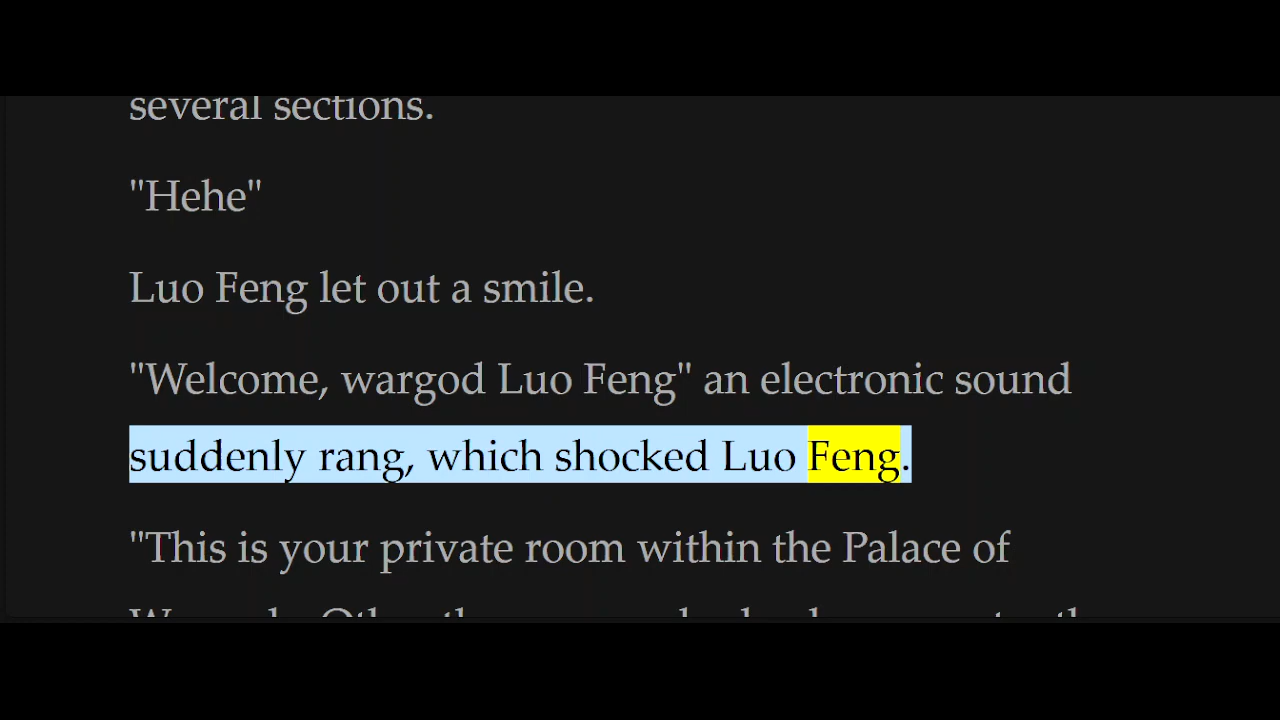 several sections.
"Hehe"
Luo Feng let out a smile.
"Welcome, wargod Luo Feng" an electronic sound
suddenly rang, which shocked Luo Feng.
"This is your private room within the Palace of